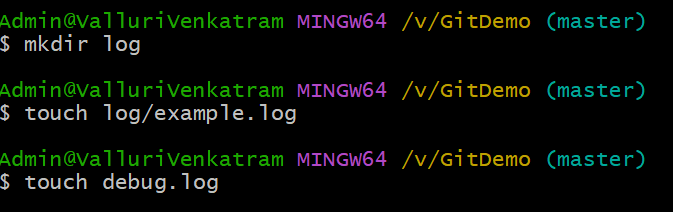 Admin@ValluriVenkatram MINGW64 /v/GitDemo (master)
$ mkdir log
Admin@ValluriVenkatram MINGW64 /v/GitDemo (master)
$ touch log/example.log
Admin@ValluriVenkatram MINGW64 /v/GitDemo (master)
$ touch debug.log